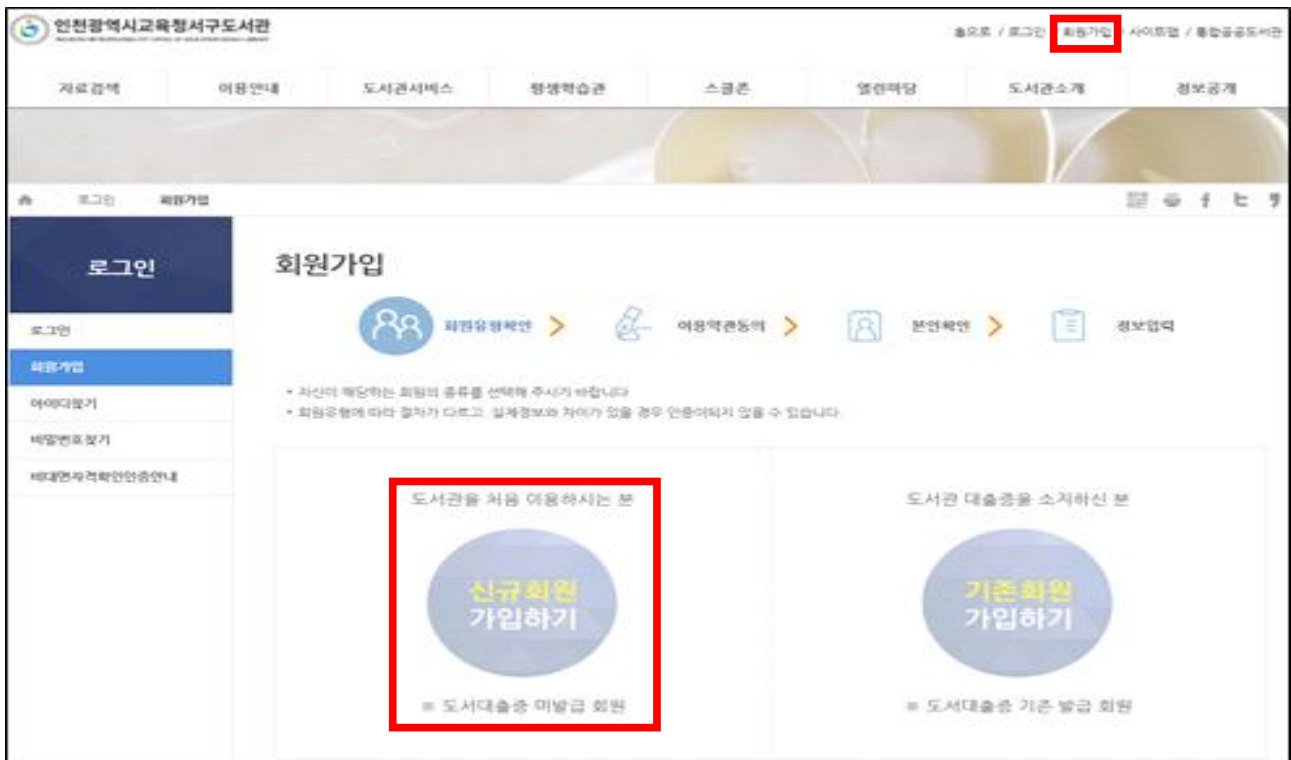 인천광역시교육청서구도서관
홈으로 / 로그인 / 회원가입 / 사이트맵 / 통합공공도서관
자료검색 이용안내 도서관서비스 평생학습관 스쿨존 열린마당 도서관소개 정보공개
로그인 회원가입
로그인
로그인
회원가입
아이디찾기
비밀번호찾기
비대면자격확인인증안내
회원가입
회원유형확인 > 이용약관동의 > 본인확인 > 정보입력
• 자신이 해당하는 회원의 종류를 선택해 주시기 바랍니다
• 회원유형에 따라 절차가 다르고, 실제정보와 차이가 있을 경우 인증이되지 않을 수 있습니다.
도서관을 처음 이용하시는 분
신규회원
가입하기
※ 도서대출증 미발급 회원
도서관 대출증을 소지하신 분
기존회원
가입하기
※ 도서대출증 기존 발급 회원